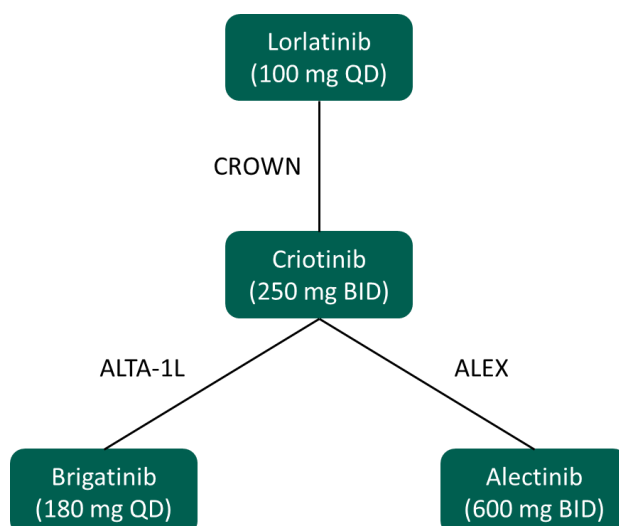 Lorlatinib
(100 mg QD)
CROWN
Criotinib
(250 mg BID)
ALTA-1L
ALEX
Brigatinib
(180 mg QD)
Alectinib
(600 mg BID)